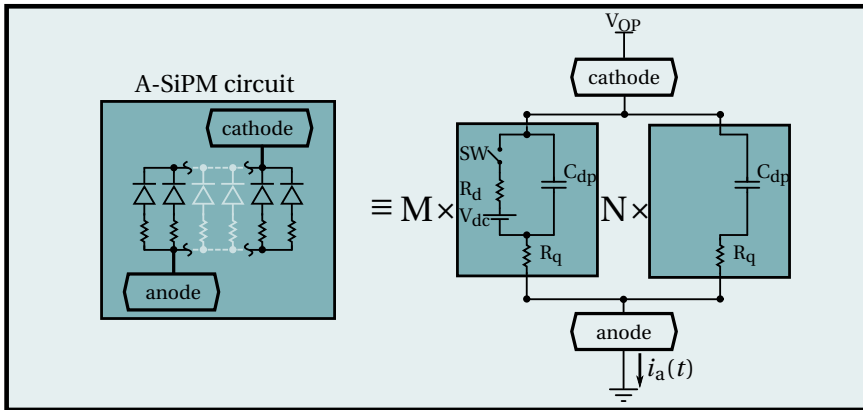 V_OP
cathode
A-SiPM circuit
cathode
anode
≡ M×
SW
R_d
V_dc
C_dp
R_q
N×
C_dp
R_q
anode
i_a(t)